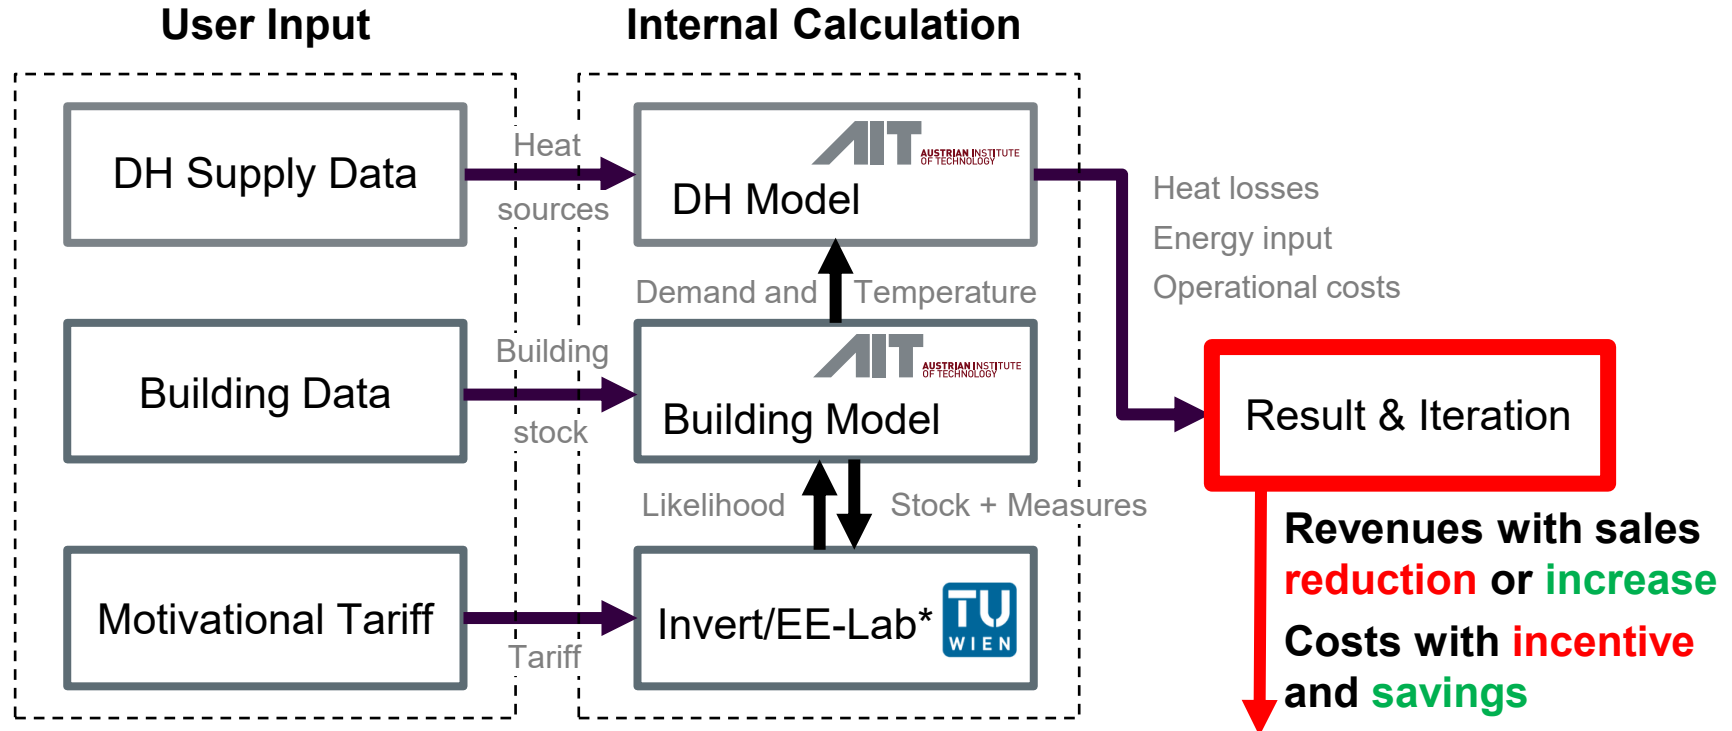 User Input
Internal Calculation
DH Supply Data
Heat
sources
AIT
AUSTRIAN INSTITUTE
OF TECHNOLOGY
DH Model
Heat losses
Energy input
Operational costs
Demand and
Temperature
Building Data
Building
stock
AIT
AUSTRIAN INSTITUTE
OF TECHNOLOGY
Building Model
Result & Iteration
Likelihood
Stock + Measures
Motivational Tariff
Tariff
Invert/EE-Lab*
TU
WIEN
Revenues with sales
reduction or increase
Costs with incentive
and savings